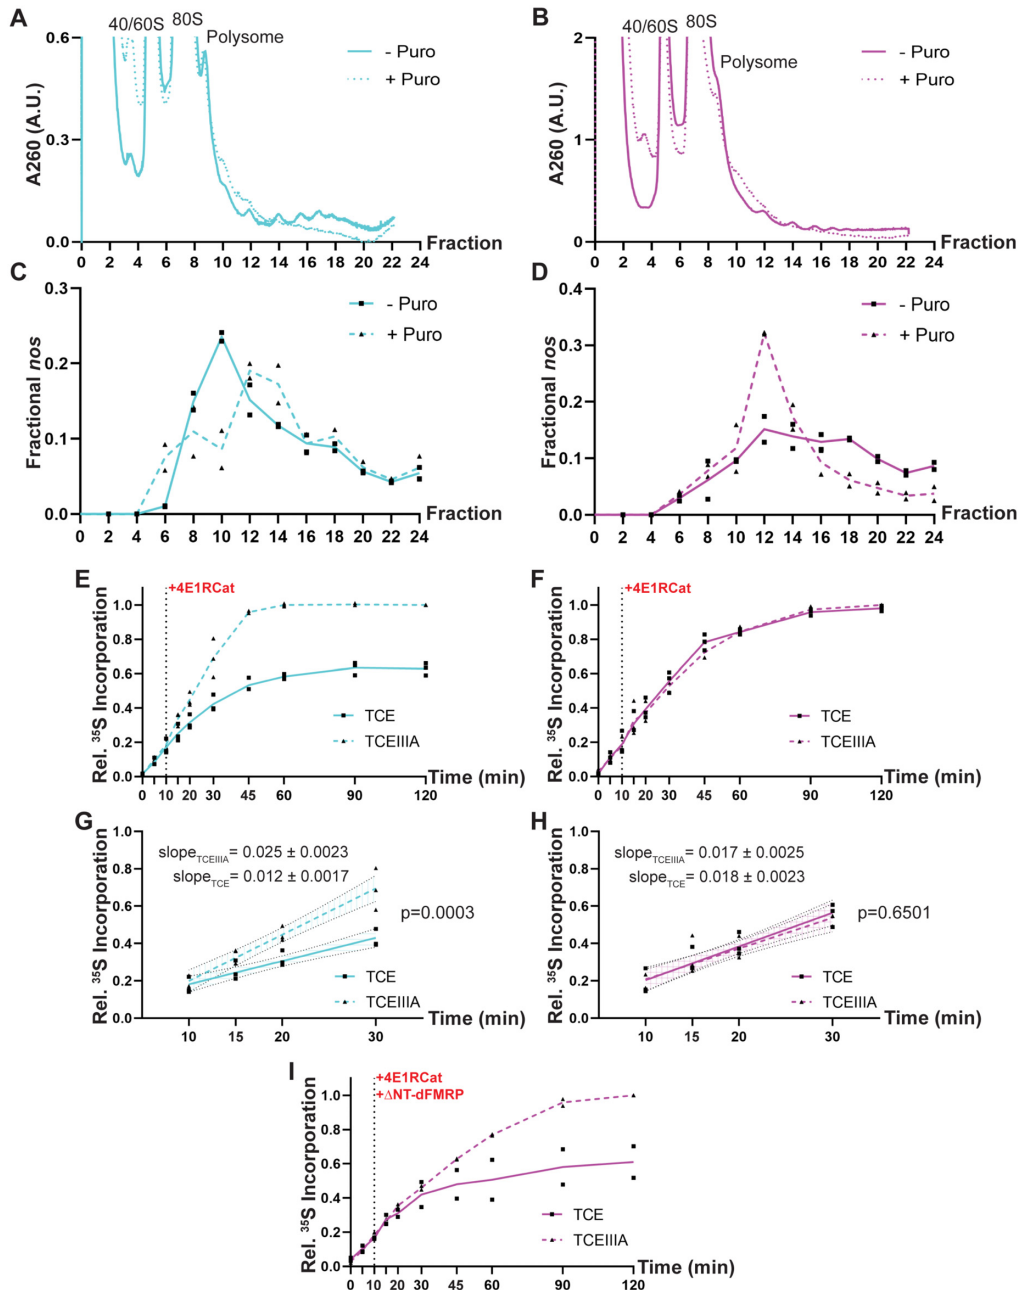 A
40/60S
80S
Polysome
- Puro
+ Puro
A260 (A.U.)
0.6
0.3
0.0
0 2 4 6 8 10 12 14 16 18 20 22 24
Fraction
B
40/60S
80S
Polysome
- Puro
+ Puro
A260 (A.U.)
2
1
0
0 2 4 6 8 10 12 14 16 18 20 22 24
Fraction
C
- Puro
+ Puro
Fractional nos
0.3
0.2
0.1
0.0
0 2 4 6 8 10 12 14 16 18 20 22 24
Fraction
D
- Puro
+ Puro
Fractional nos
0.4
0.3
0.2
0.1
0.0
0 2 4 6 8 10 12 14 16 18 20 22 24
Fraction
E
+4E1RCat
Rel. ³⁵S Incorporation
1.0
0.8
0.6
0.4
0.2
0.0
TCE
TCEIIIA
0 5 10 15 20 30 45 60 90 120
Time (min)
F
+4E1RCat
Rel. ³⁵S Incorporation
1.0
0.8
0.6
0.4
0.2
0.0
TCE
TCEIIIA
0 5 10 15 20 30 45 60 90 120
Time (min)
G
slopeTCEIIIA= 0.025 ± 0.0023
slopeTCE= 0.012 ± 0.0017
p=0.0003
Rel. ³⁵S Incorporation
1.0
0.8
0.6
0.4
0.2
0.0
TCE
TCEIIIA
10 15 20 30
Time (min)
H
slopeTCEIIIA= 0.017 ± 0.0025
slopeTCE= 0.018 ± 0.0023
p=0.6501
Rel. ³⁵S Incorporation
1.0
0.8
0.6
0.4
0.2
0.0
TCE
TCEIIIA
10 15 20 30
Time (min)
I
+4E1RCat
+ΔNT-dFMRP
Rel. ³⁵S Incorporation
1.0
0.8
0.6
0.4
0.2
0.0
TCE
TCEIIIA
0 5 10 20 30 45 60 90 120
Time (min)